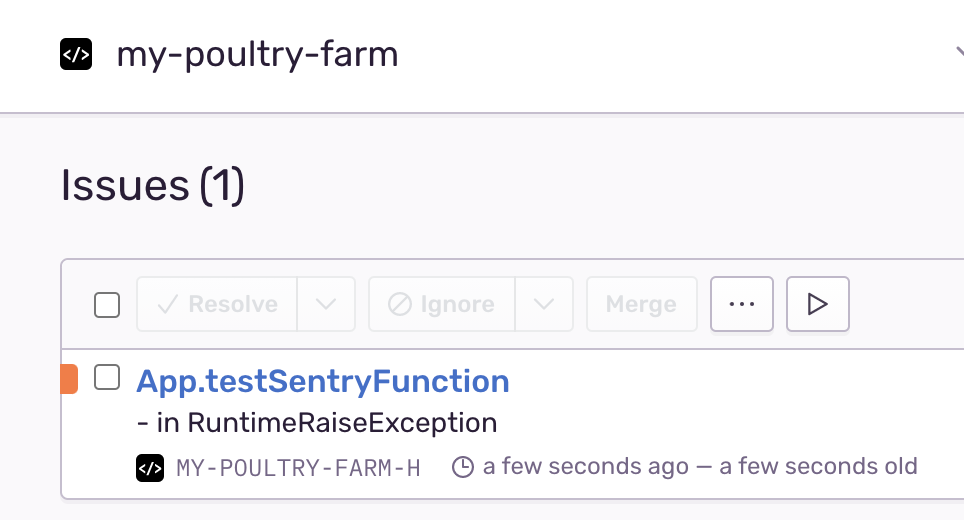 </> my-poultry-farm
Issues (1)
Resolve Ignore Merge ...
App.testSentryFunction
- in RuntimeRaiseException
</> MY-POULTRY-FARM-H a few seconds ago — a few seconds old